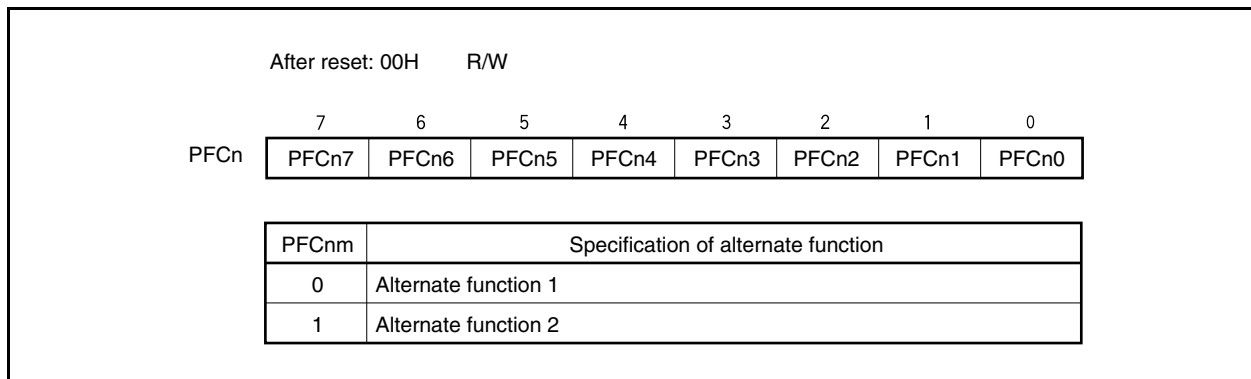 After reset: 00H R/W
7 6 5 4 3 2 1 0
PFCn PFCn7 PFCn6 PFCn5 PFCn4 PFCn3 PFCn2 PFCn1 PFCn0
PFCnm Specification of alternate function
0 Alternate function 1
1 Alternate function 2